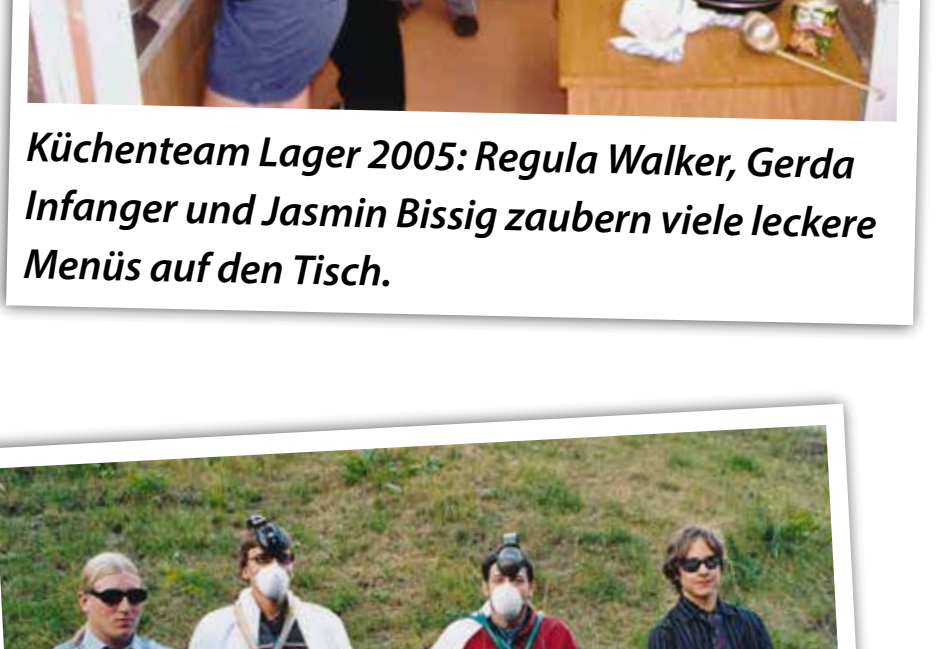 Küchenteam Lager 2005: Regula Walker, Gerda
Infanger und Jasmin Bissig zaubern viele leckere
Menüs auf den Tisch.